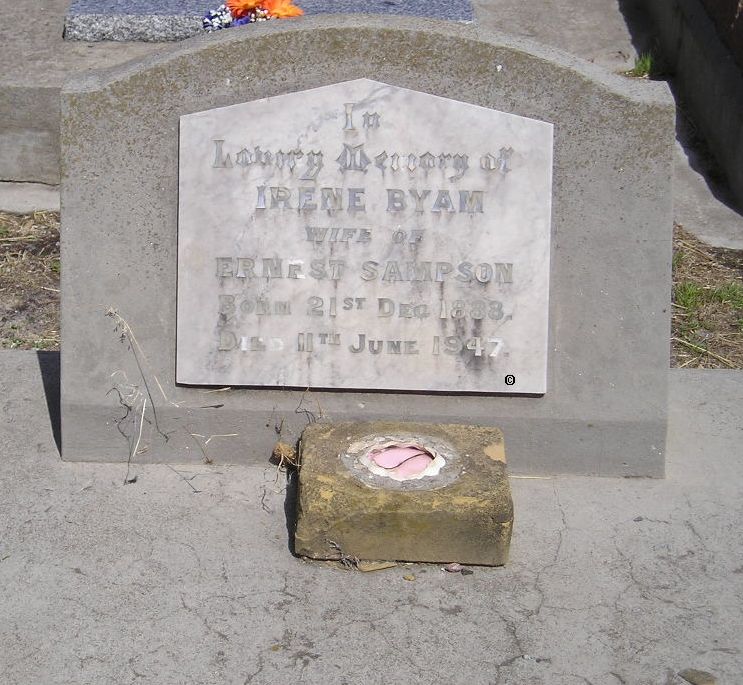 In
Loving Memory of
IRENE BYAM
WIFE OF
ERNEST SAMPSON
BORN 21ST DEC 1888.
DIED 11TH JUNE 1947.
©